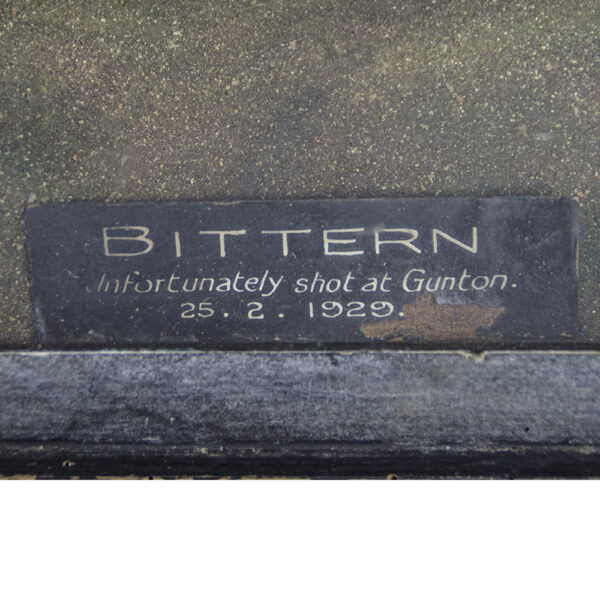 BITTERN
Unfortunately shot at Gunton.
25.2.1929.